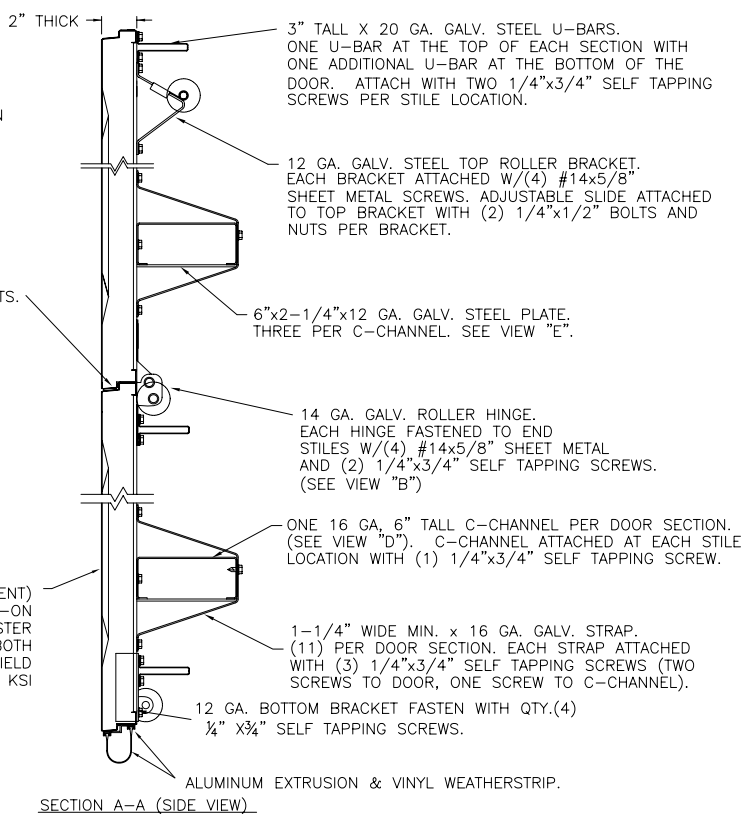 2” THICK
3” TALL X 20 GA. GALV. STEEL U-BARS.
ONE U-BAR AT THE TOP OF EACH SECTION WITH
ONE ADDITIONAL U-BAR AT THE BOTTOM OF THE
DOOR. ATTACH WITH TWO 1/4”x3/4” SELF TAPPING
SCREWS PER STILE LOCATION.
N
12 GA. GALV. STEEL TOP ROLLER BRACKET.
EACH BRACKET ATTACHED W/(4) #14x5/8”
SHEET METAL SCREWS. ADJUSTABLE SLIDE ATTACHED
TO TOP BRACKET WITH (2) 1/4”x1/2” BOLTS AND
NUTS PER BRACKET.
TS.
6”x2-1/4”x12 GA. GALV. STEEL PLATE.
THREE PER C-CHANNEL. SEE VIEW ”E”.
14 GA. GALV. ROLLER HINGE.
EACH HINGE FASTENED TO END
STILES W/(4) #14x5/8” SHEET METAL
AND (2) 1/4”x3/4” SELF TAPPING SCREWS.
(SEE VIEW ”B”)
ONE 16 GA, 6” TALL C-CHANNEL PER DOOR SECTION.
(SEE VIEW ”D”). C-CHANNEL ATTACHED AT EACH STILE
LOCATION WITH (1) 1/4”x3/4” SELF TAPPING SCREW.
ENT)
-ON
STER
BOTH
IELD
KSI
1-1/4” WIDE MIN. x 16 GA. GALV. STRAP.
(11) PER DOOR SECTION. EACH STRAP ATTACHED
WITH (3) 1/4”x3/4” SELF TAPPING SCREWS (TWO
SCREWS TO DOOR, ONE SCREW TO C-CHANNEL).
12 GA. BOTTOM BRACKET FASTEN WITH QTY.(4)
¼” X¾” SELF TAPPING SCREWS.
ALUMINUM EXTRUSION & VINYL WEATHERSTRIP.
SECTION A-A (SIDE VIEW)